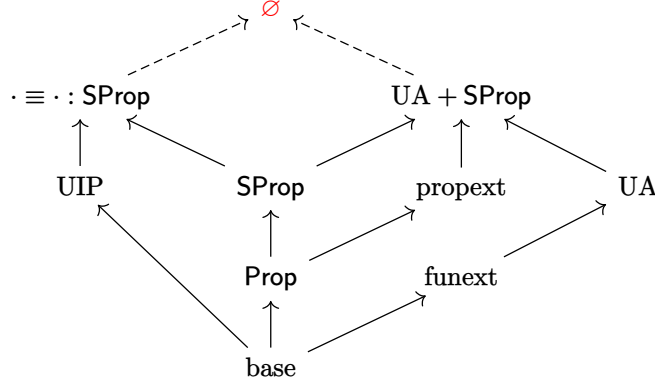 ∅
· ≡ · : SProp UA + SProp
UIP SProp propext UA
Prop funext
base